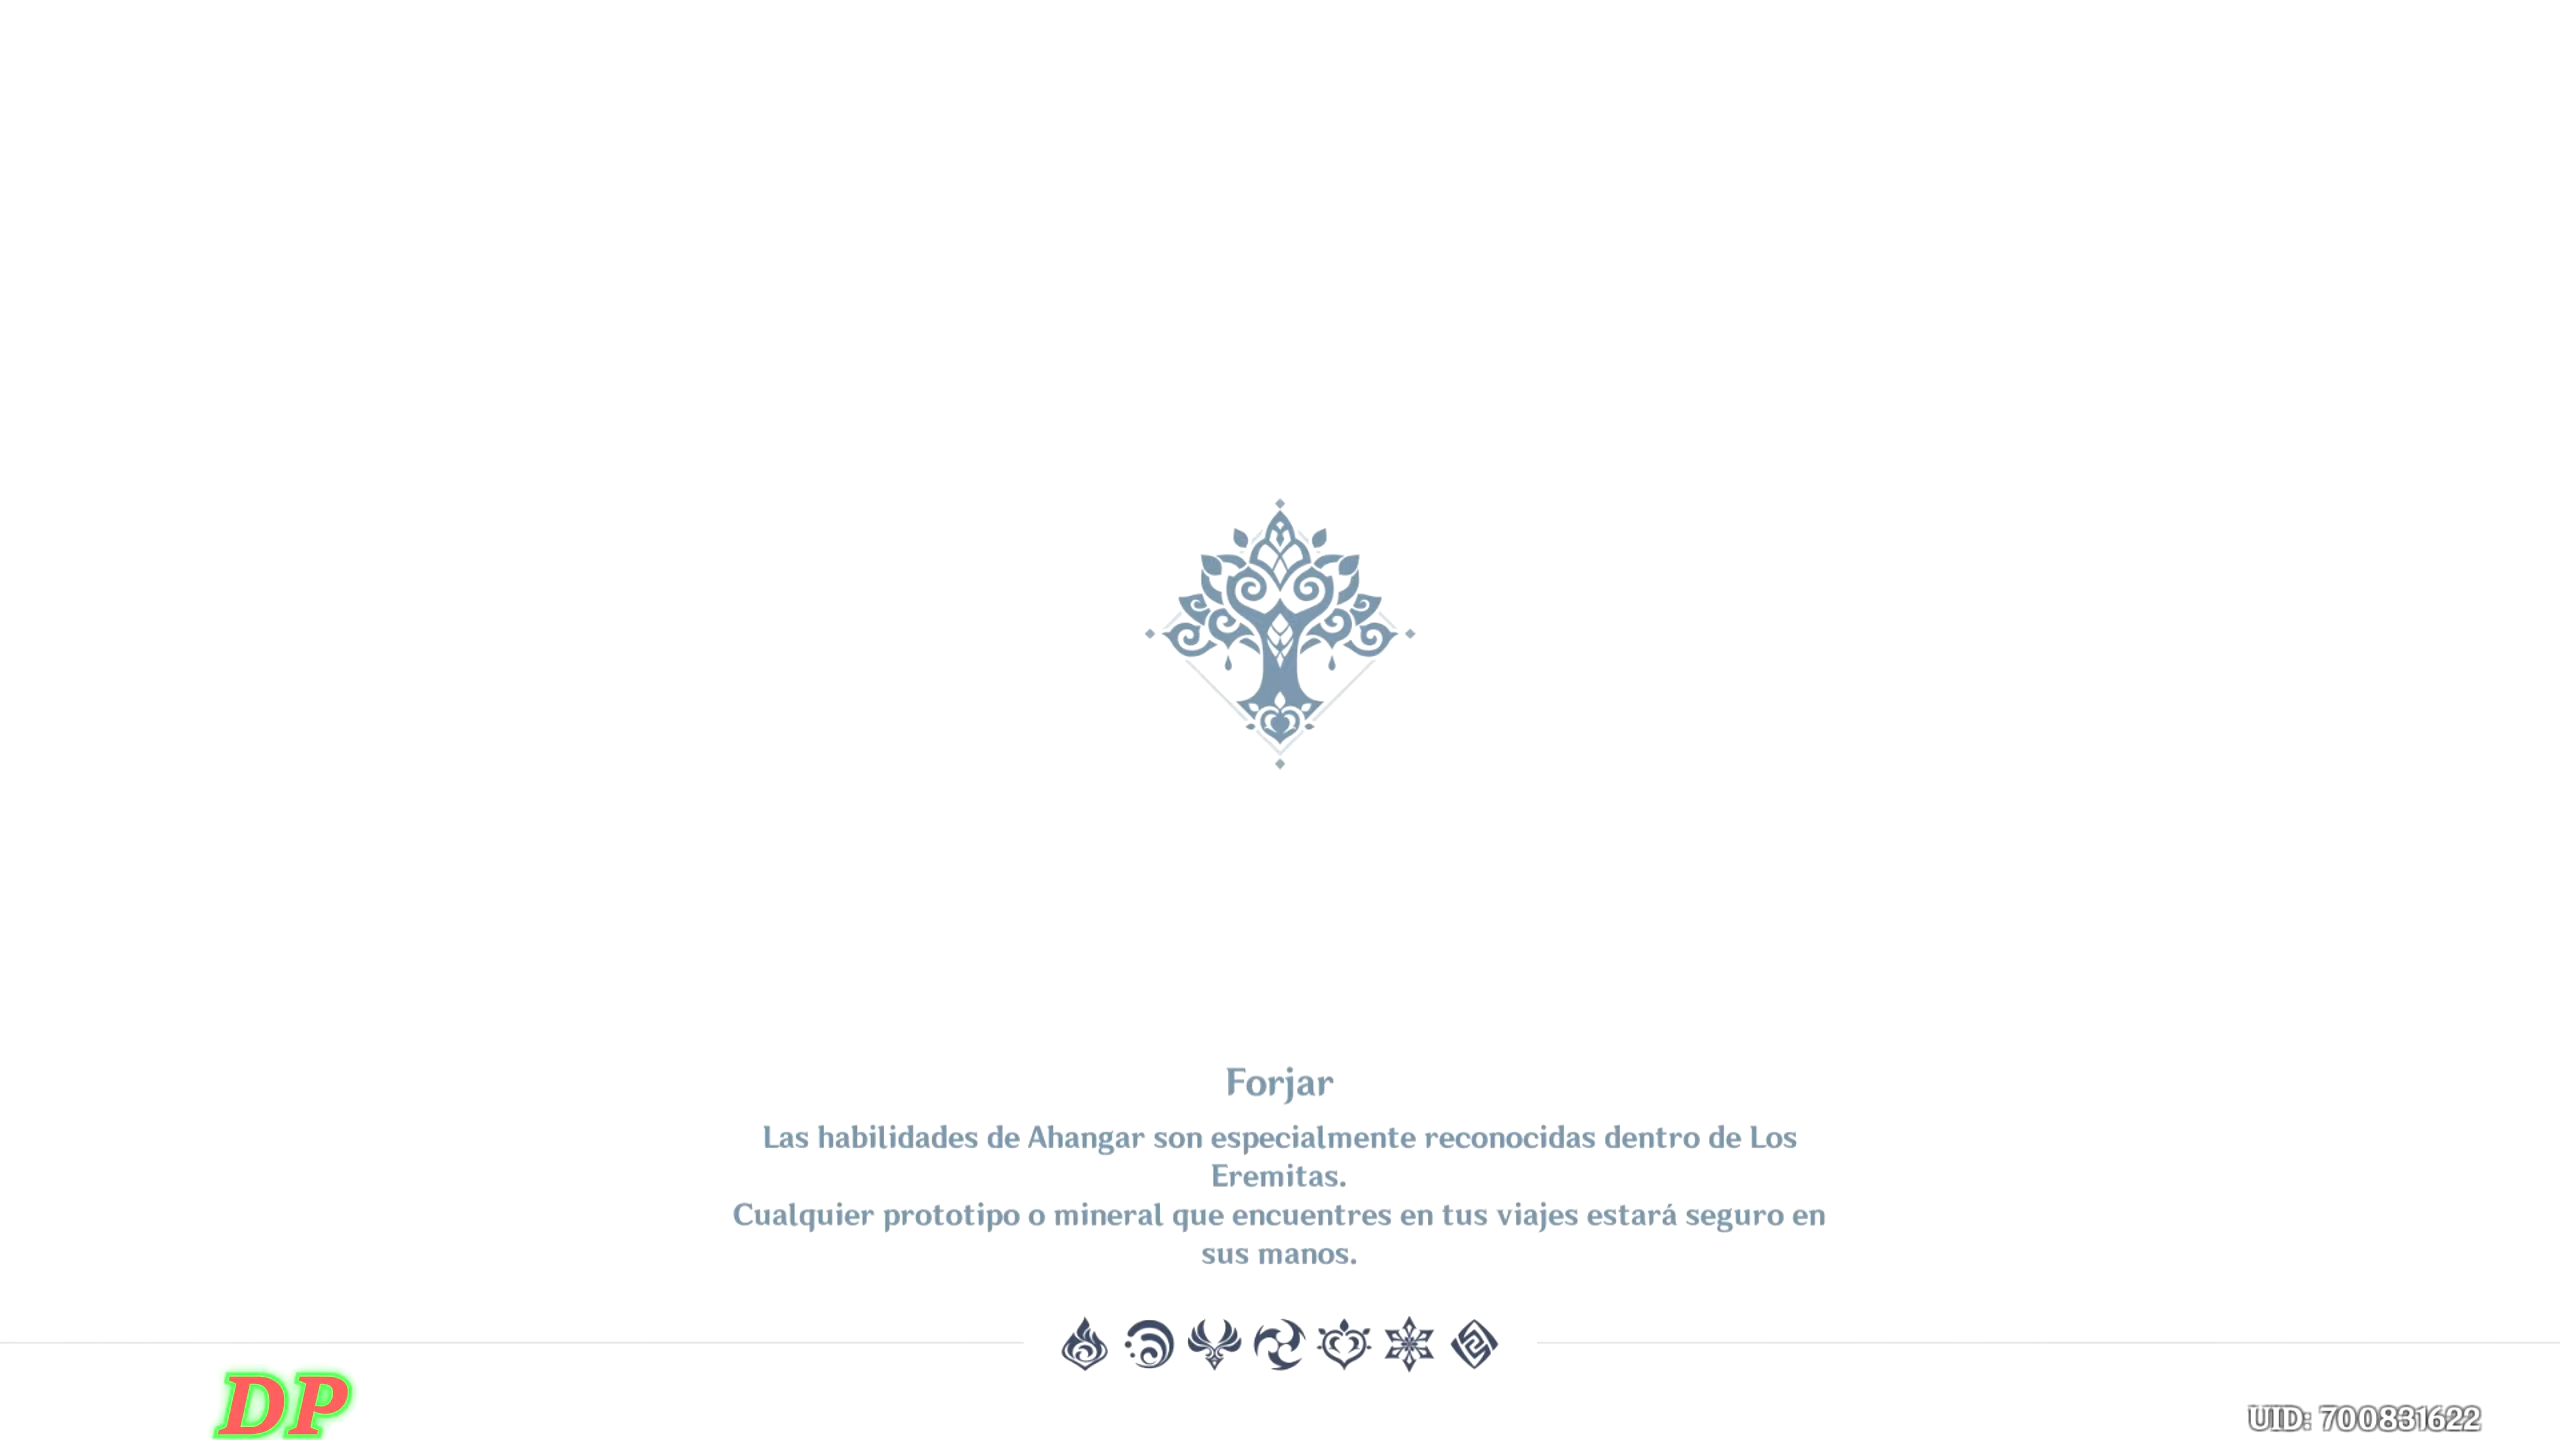 Forjar
Las habilidades de Ahangar son especialmente reconocidas dentro de Los
Eremitas.
Cualquier prototipo o mineral que encuentres en tus viajes estará seguro en
sus manos.
DP
UID: 700831622